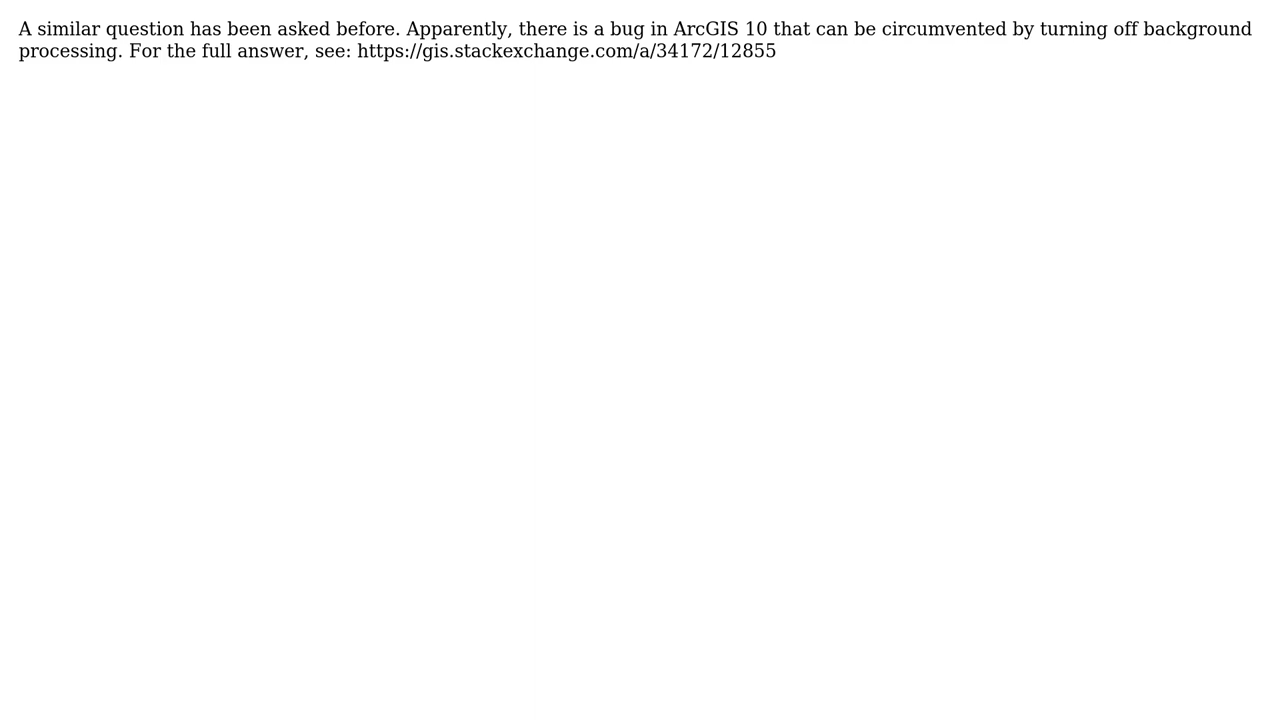 A similar question has been asked before. Apparently, there is a bug in ArcGIS 10 that can be circumvented by turning off background
processing. For the full answer, see: https://gis.stackexchange.com/a/34172/12855